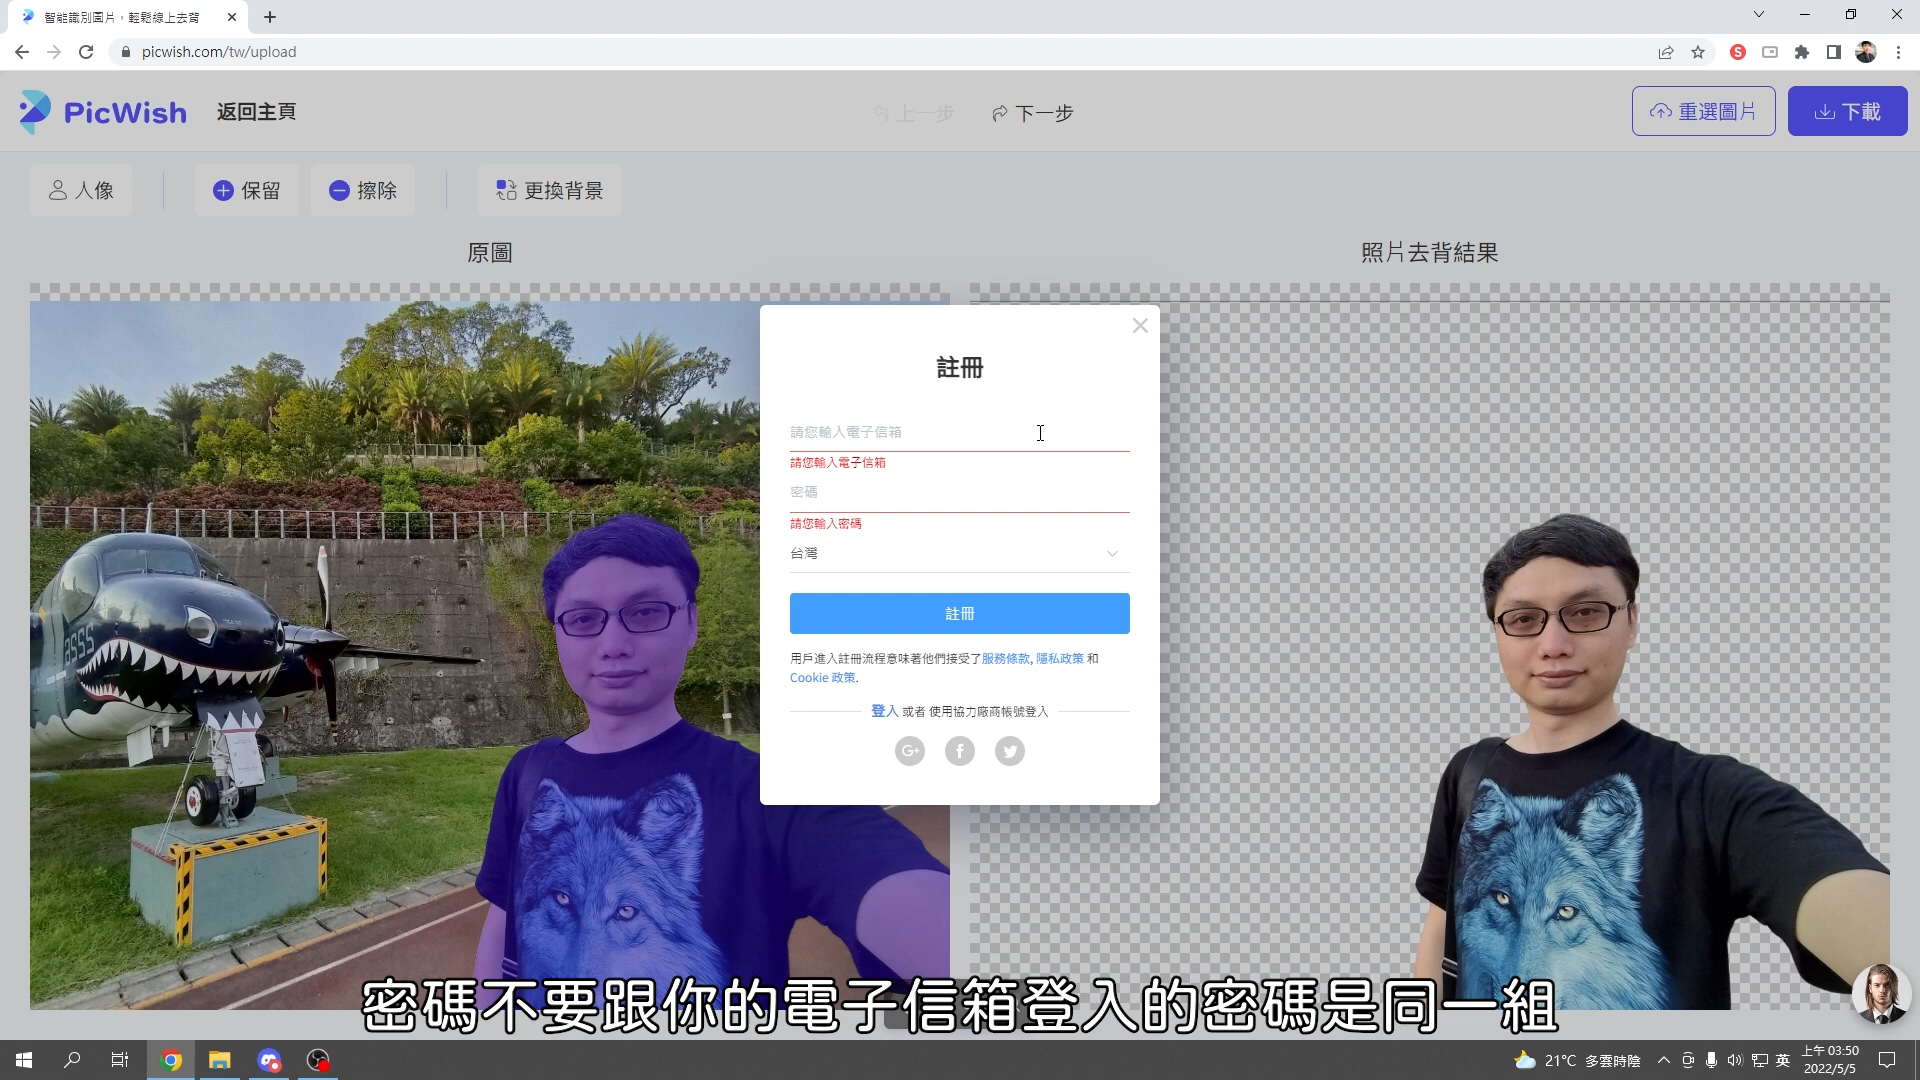 智能識別圖片，輕鬆線上去背
picwish.com/tw/upload
PicWish
返回主頁
上一步
下一步
重選圖片
下載
人像
保留
擦除
更換背景
原圖
照片去背結果
註冊
請您輸入電子信箱
請您輸入電子信箱
密碼
請您輸入密碼
台灣
註冊
用戶進入註冊流程意味著他們接受了服務條款, 隱私政策 和
Cookie 政策.
登入 或者 使用協力廠商帳號登入
密碼不要跟你的電子信箱登入的密碼是同一組
21°C 多雲時陰
英
上午 03:50
2022/5/5